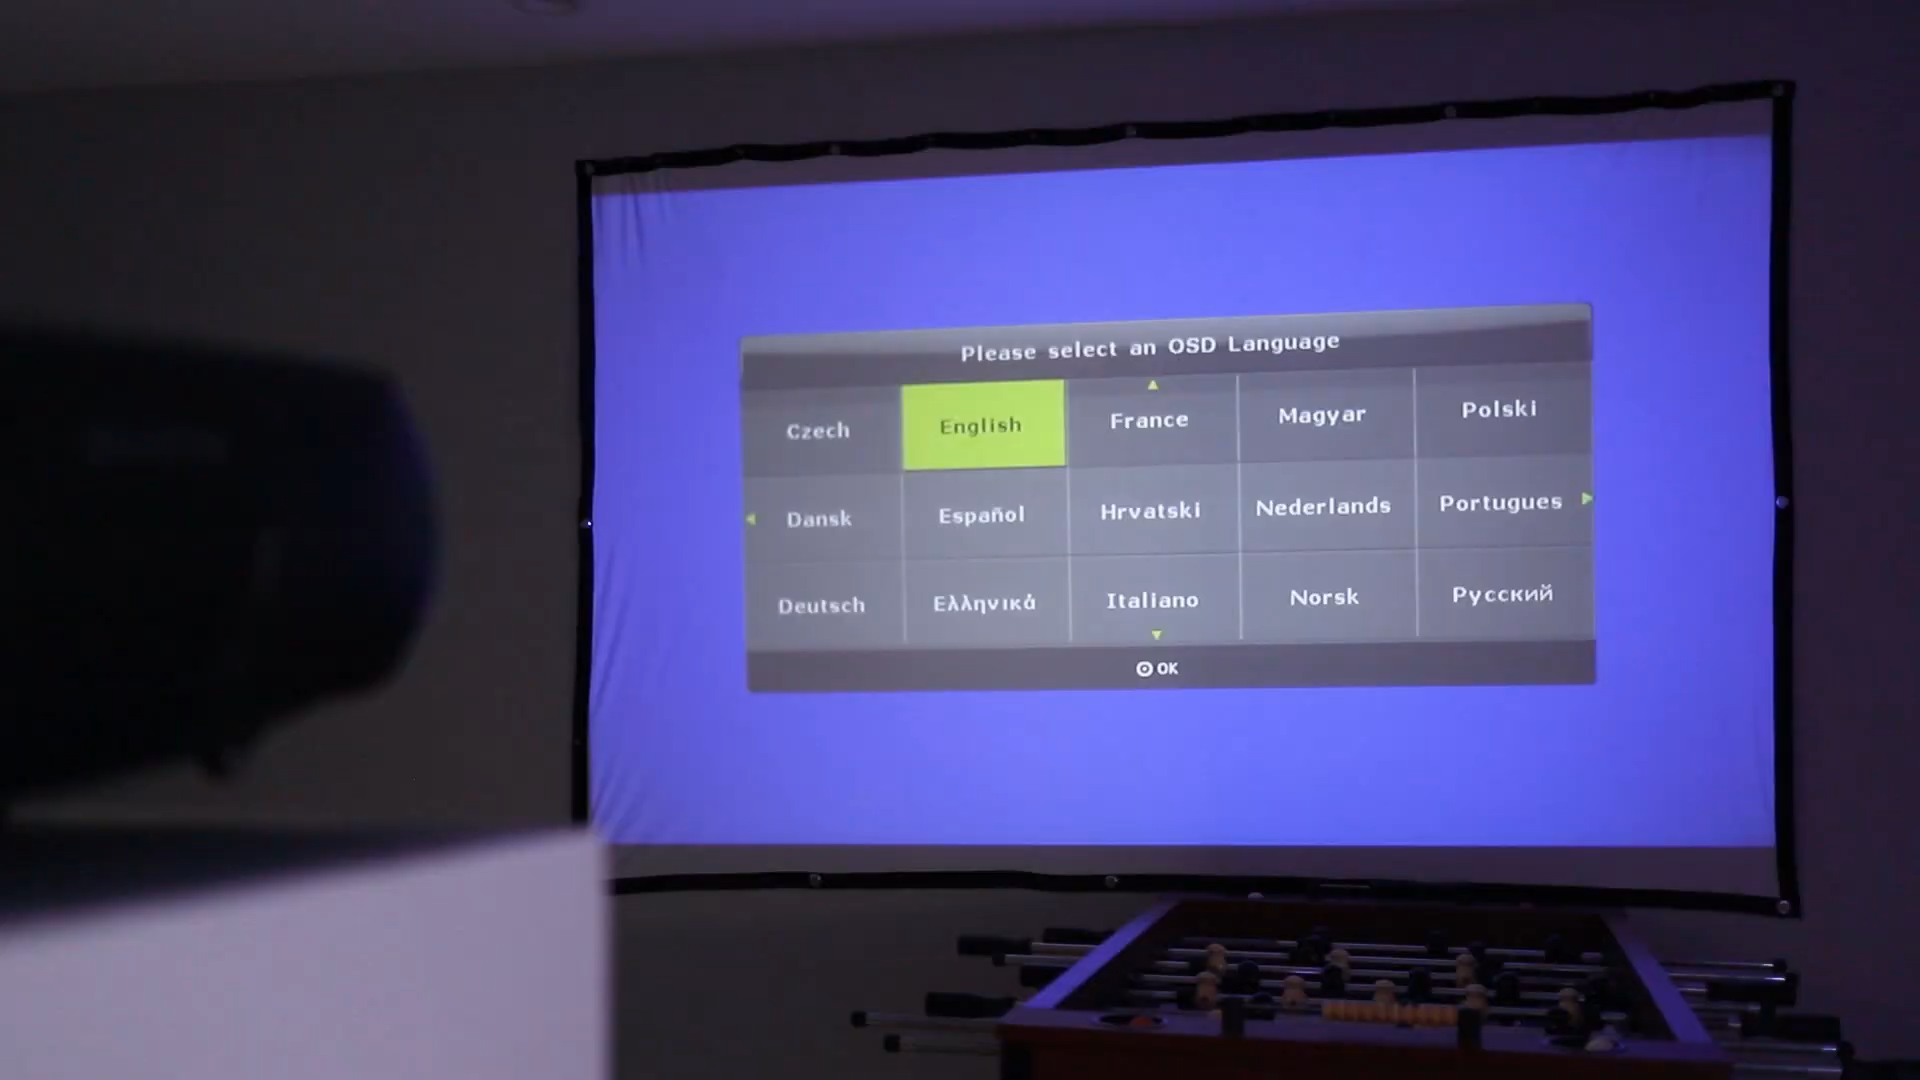 Please select an OSD Language
Czech English France Magyar Polski
Dansk Español Hrvatski Nederlands Portugues
Deutsch Ελληνικά Italiano Norsk Русский
OK